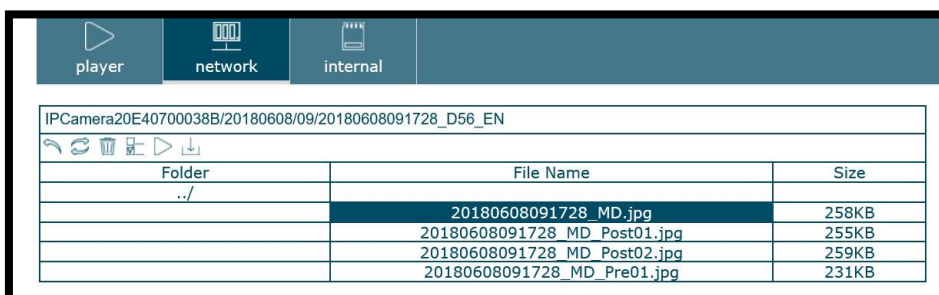 player network internal
IPCamera20E40700038B/20180608/09/20180608091728_D56_EN
Folder File Name Size
../
20180608091728_MD.jpg 258KB
20180608091728_MD_Post01.jpg 255KB
20180608091728_MD_Post02.jpg 259KB
20180608091728_MD_Pre01.jpg 231KB